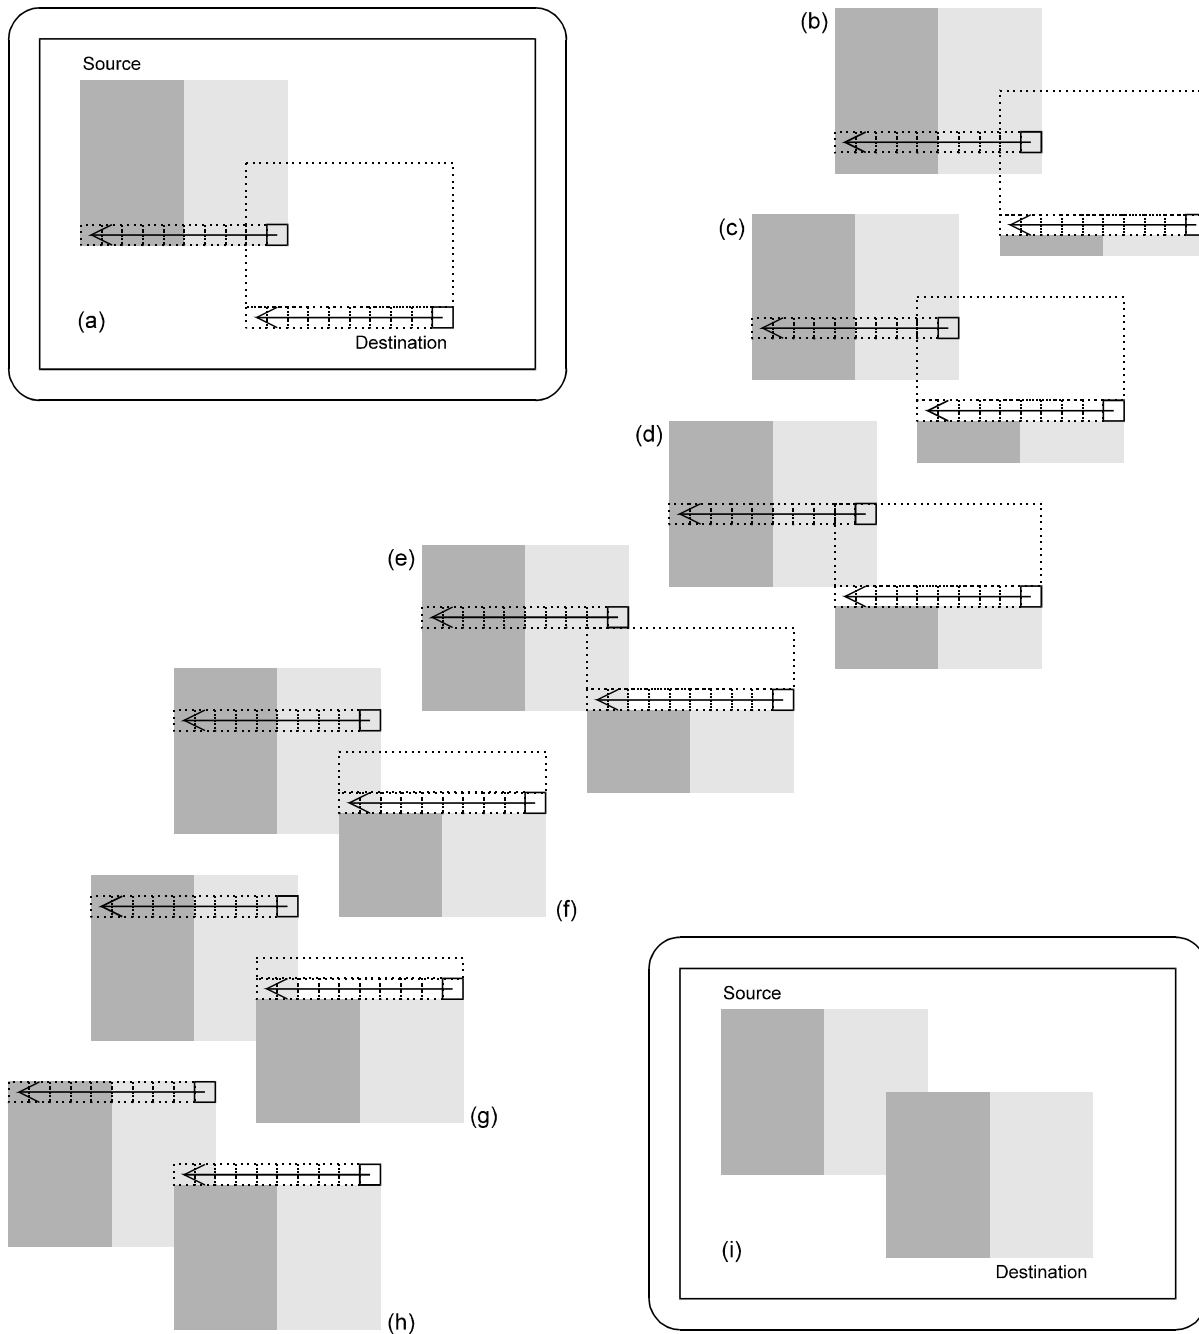 Source
(a)
Destination
(b)
(c)
(d)
(e)
(f)
(g)
(h)
Source
(i)
Destination